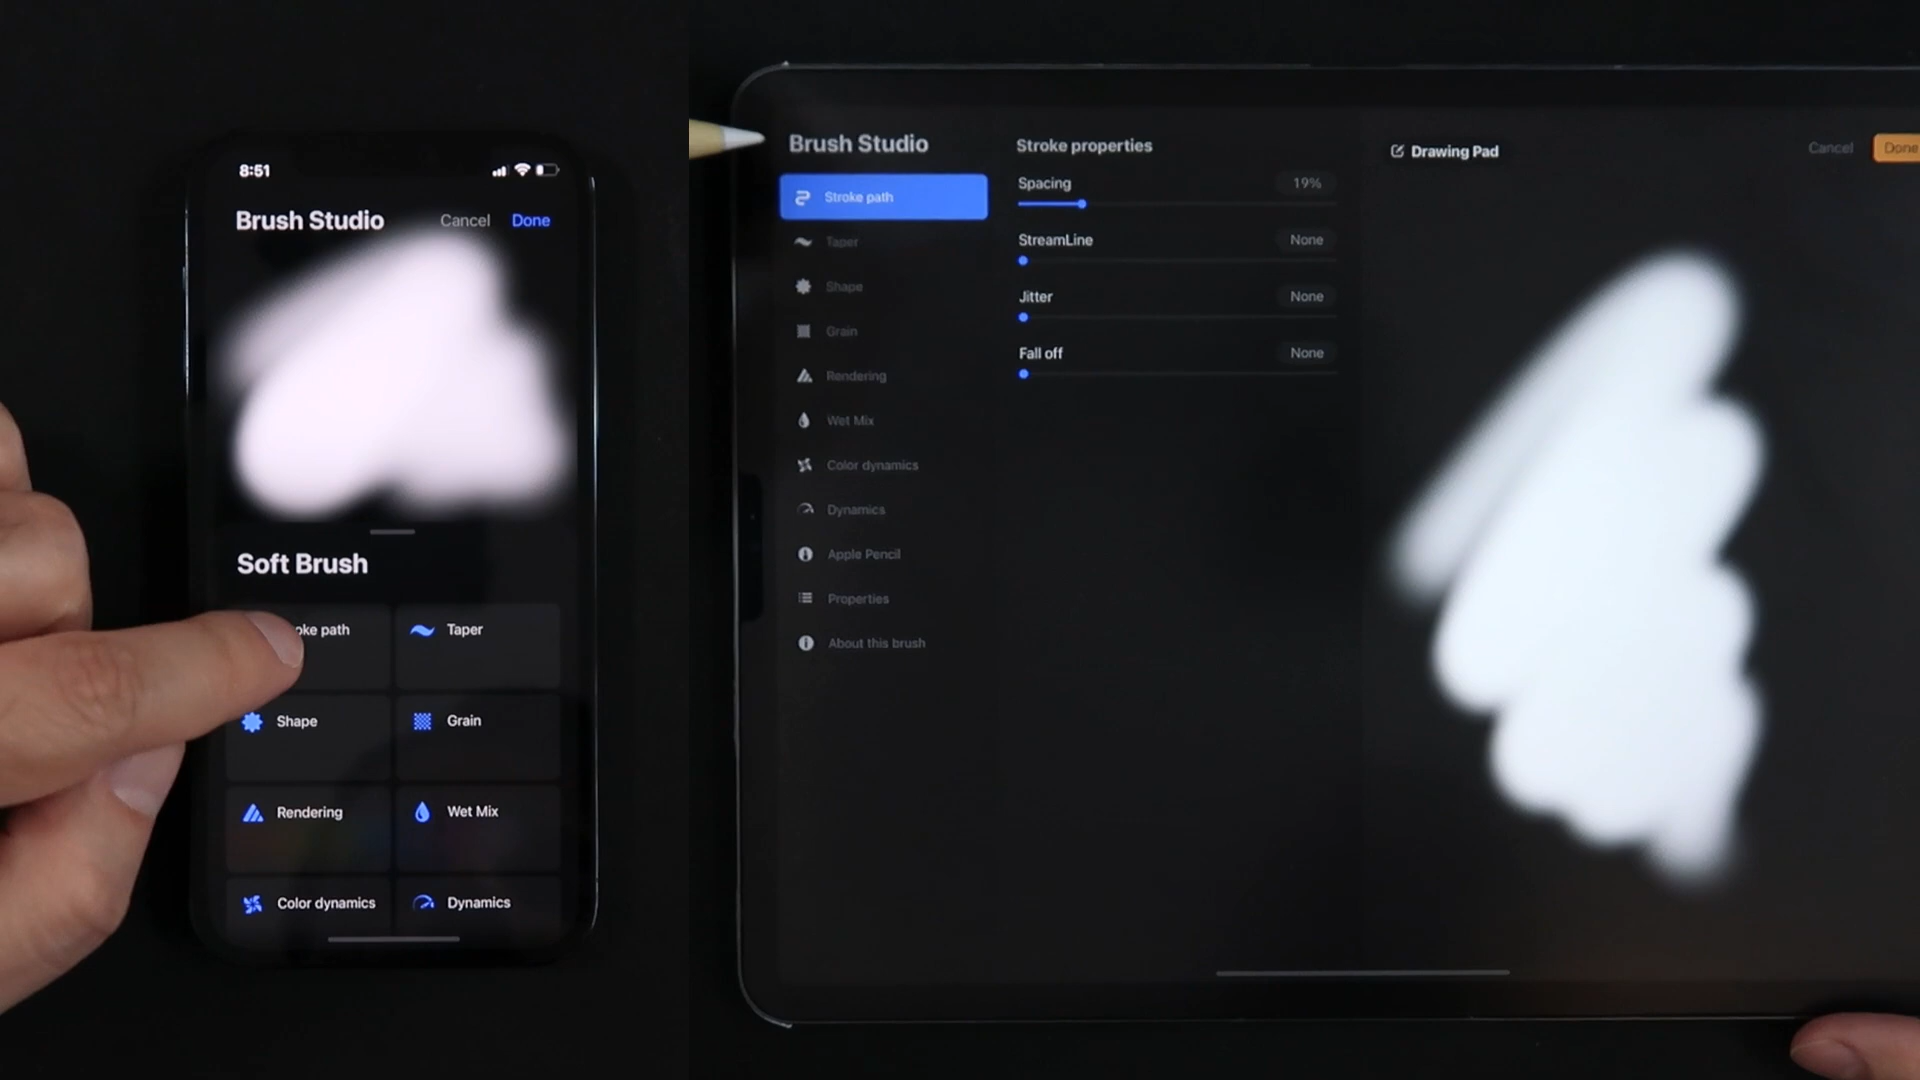 8:51
Brush Studio
Cancel
Done
Soft Brush
oke path
Taper
Shape
Grain
Rendering
Wet Mix
Color dynamics
Dynamics
Brush Studio
Stroke path
Taper
Shape
Grain
Rendering
Wet Mix
Color dynamics
Dynamics
Apple Pencil
Properties
About this brush
Stroke properties
Spacing 19%
StreamLine None
Jitter None
Fall off None
Drawing Pad
Cancel
Done